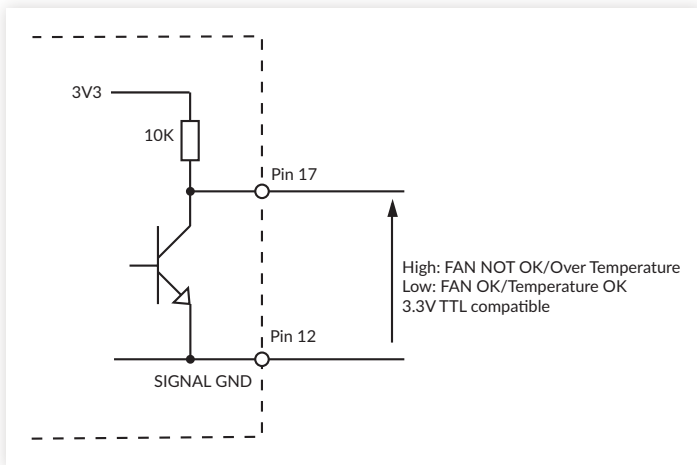 3V3
10K
Pin 17
High: FAN NOT OK/Over Temperature
Low: FAN OK/Temperature OK
3.3V TTL compatible
Pin 12
SIGNAL GND